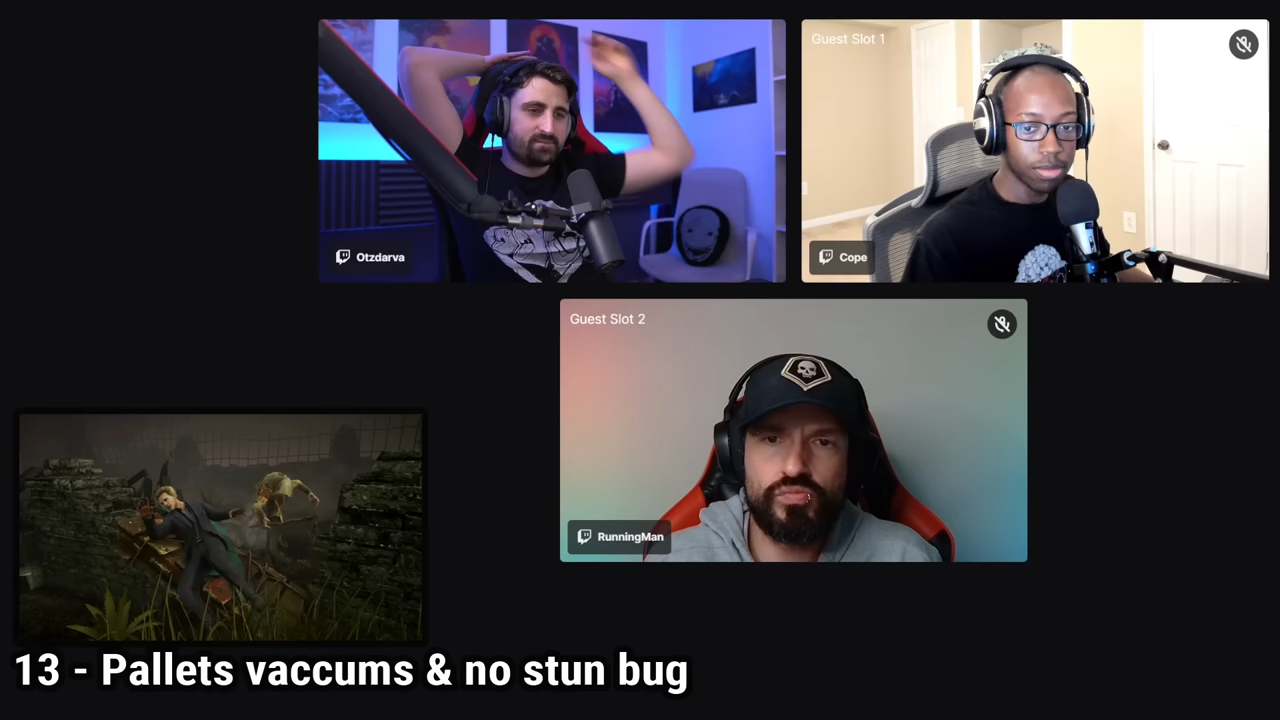 Guest Slot 1
Otzdarva
Cope
Guest Slot 2
RunningMan
13 - Pallets vaccums & no stun bug